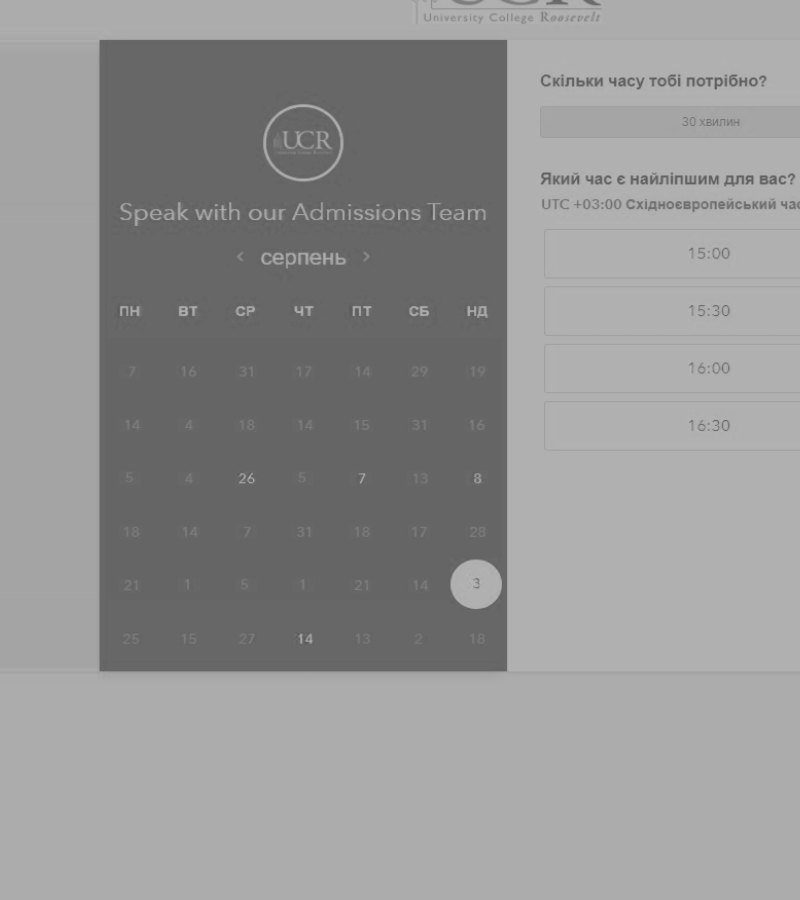 University College Roosevelt
UCR
Speak with our Admissions Team
< серпень >
ПН ВТ СР ЧТ ПТ СБ НД
7 16 31 17 14 29 19
14 4 18 14 15 31 16
5 4 26 5 7 13 8
18 14 7 31 18 17 28
21 1 5 1 21 14 3
25 15 27 14 13 2 18
Скільки часу тобі потрібно?
30 хвилин
Який час є найліпшим для вас?
UTC +03:00 Східноєвропейський час
15:00
15:30
16:00
16:30